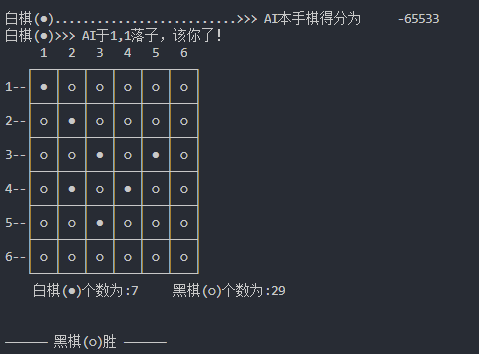 白棋(●)..........................>>> AI本手棋得分为 -65533
白棋(●)>>> AI于1,1落子，该你了!
1 2 3 4 5 6
1--│●│o│o│o│o│o│
2--│o│●│o│o│o│o│
3--│o│o│●│o│●│o│
4--│o│●│o│●│o│o│
5--│o│o│●│o│o│o│
6--│o│o│o│o│o│o│
白棋(●)个数为:7 黑棋(o)个数为:29
—————— 黑棋(o)胜 ——————